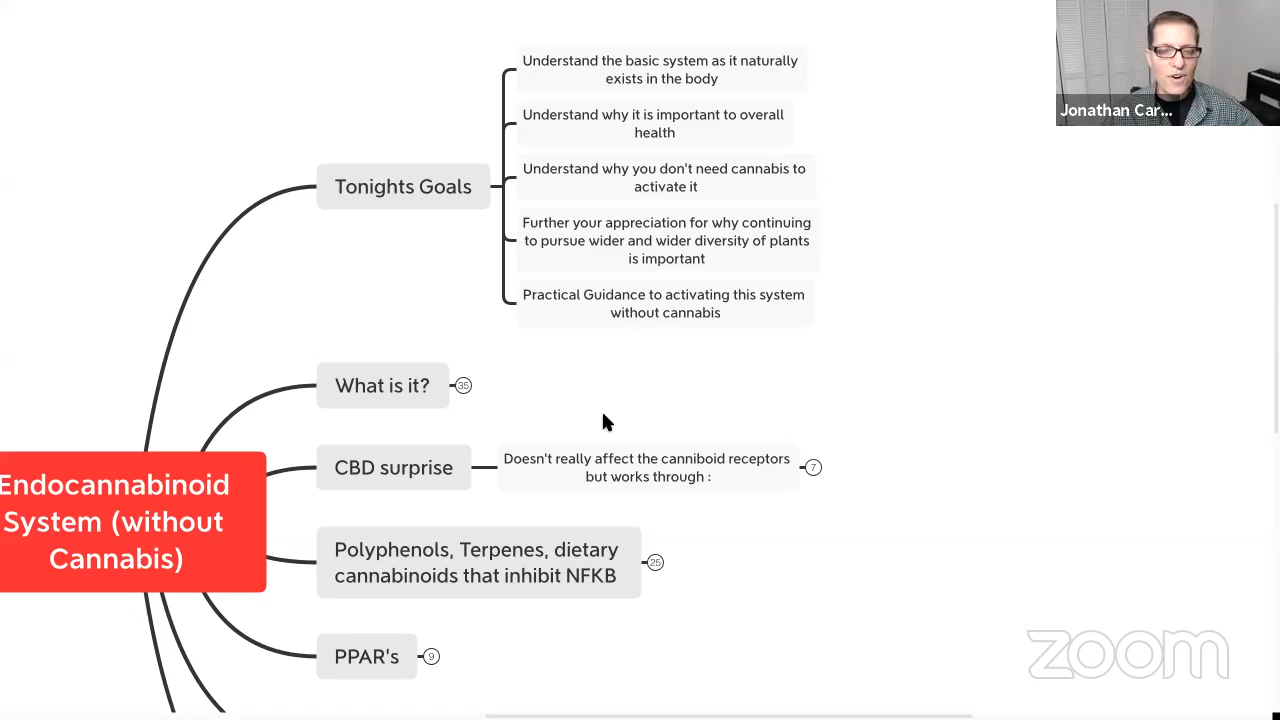 Understand the basic system as it naturally
exists in the body
Understand why it is important to overall
health
Tonights Goals
Understand why you don't need cannabis to
activate it
Further your appreciation for why continuing
to pursue wider and wider diversity of plants
is important
Practical Guidance to activating this system
without cannabis
What is it?
35
CBD surprise
Doesn't really affect the canniboid receptors
but works through :
7
Endocannabinoid
System (without
Cannabis)
Polyphenols, Terpenes, dietary
cannabinoids that inhibit NFKB
25
PPAR's
9
Jonathan Car...
zoom